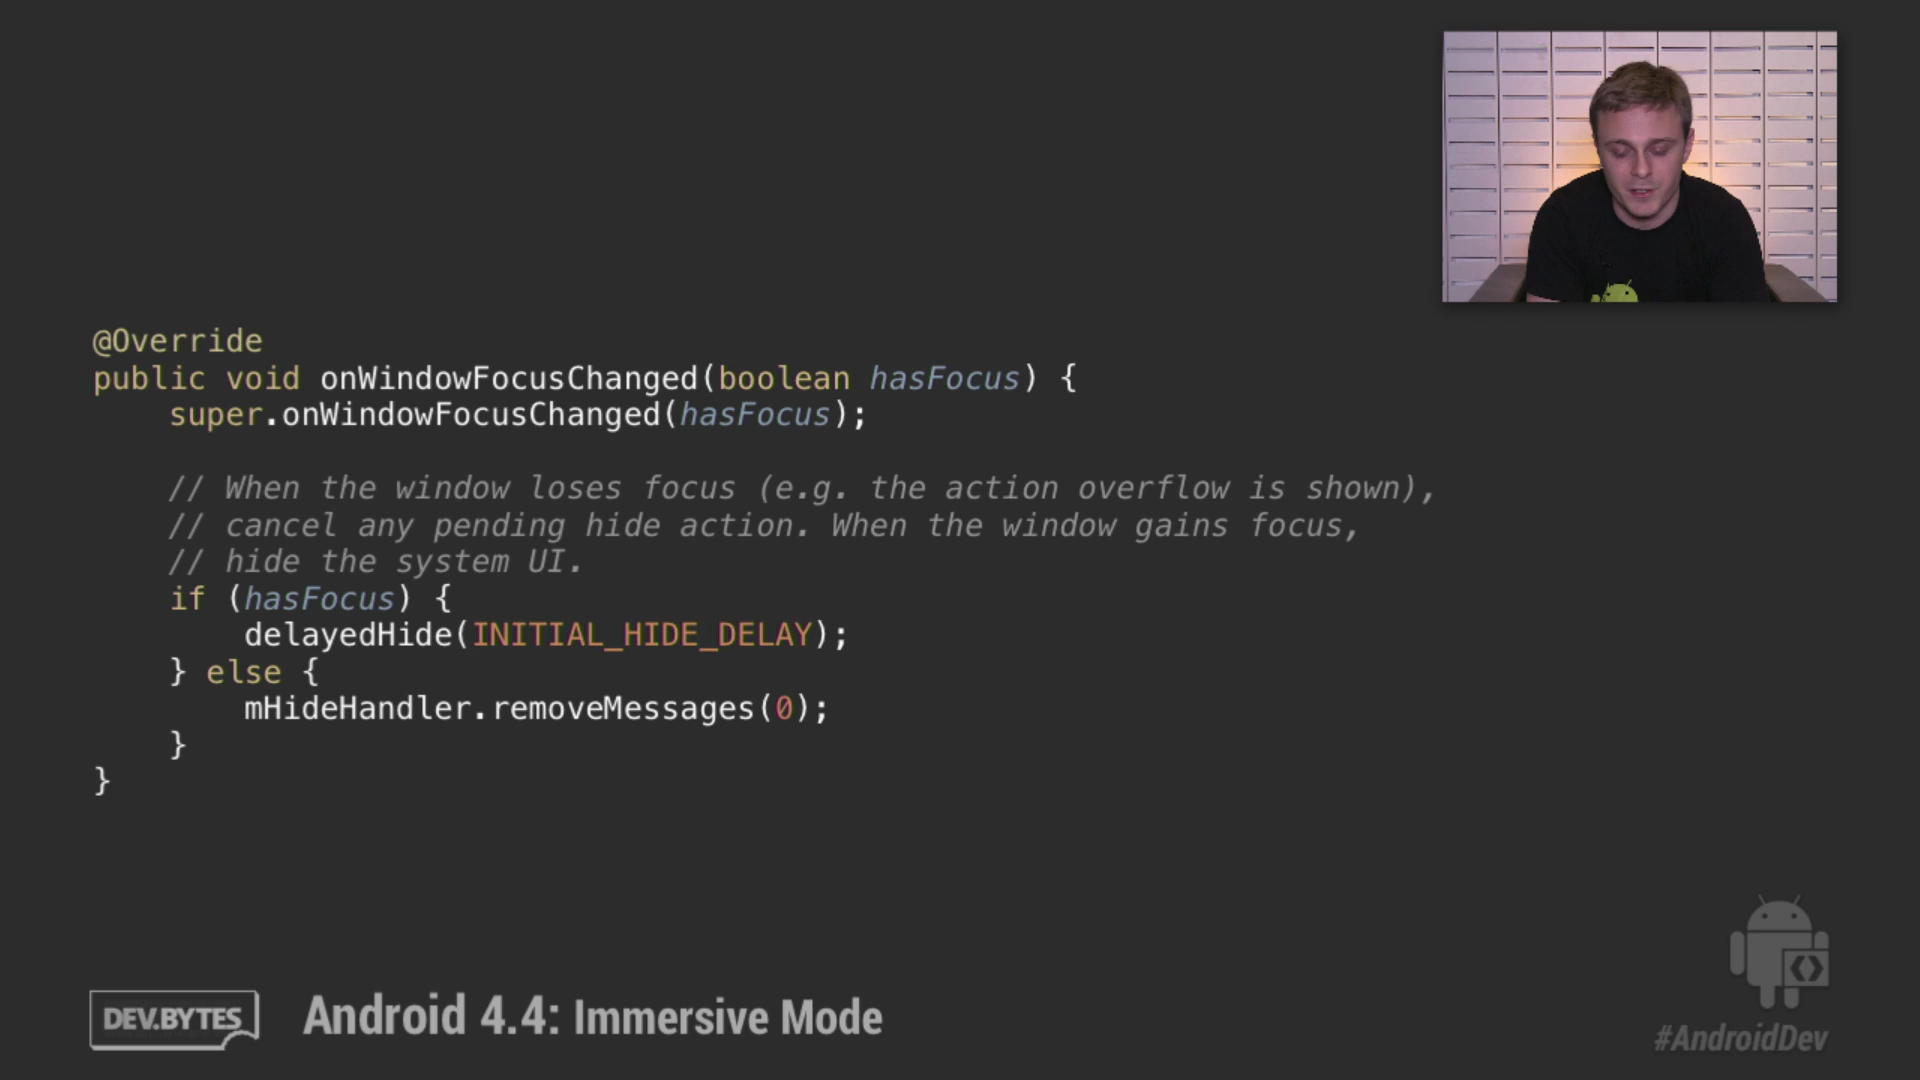 @Override
public void onWindowFocusChanged(boolean hasFocus) {
    super.onWindowFocusChanged(hasFocus);

    // When the window loses focus (e.g. the action overflow is shown),
    // cancel any pending hide action. When the window gains focus,
    // hide the system UI.
    if (hasFocus) {
        delayedHide(INITIAL_HIDE_DELAY);
    } else {
        mHideHandler.removeMessages(0);
    }
}
DEV.BYTES Android 4.4: Immersive Mode
#AndroidDev